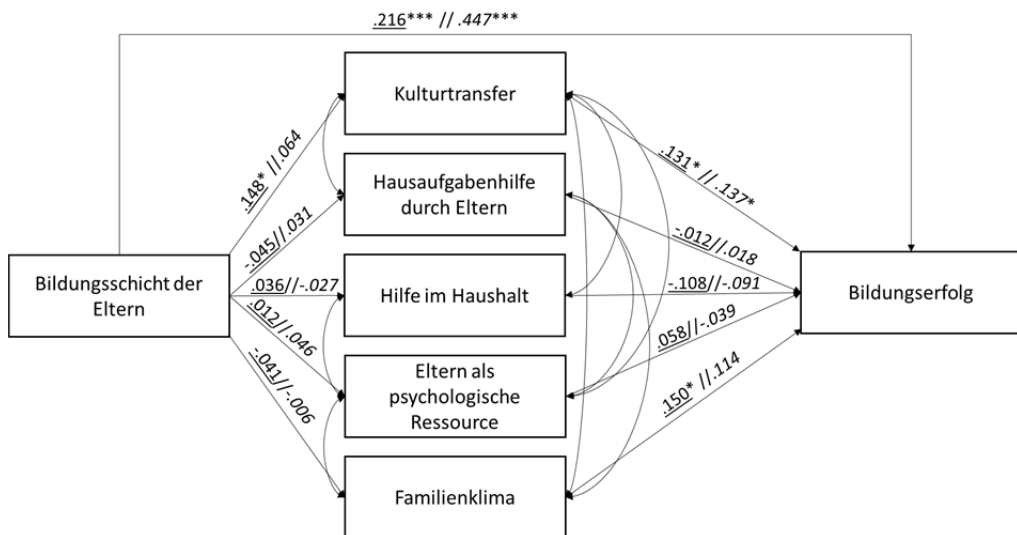 .216*** // .447***
Kulturtransfer
.148* //.064
.131* // .137*
Hausaufgabenhilfe
durch Eltern
-.045//.031
-.012//.018
Bildungsschicht der
Eltern
.036//-.027
Hilfe im Haushalt
-.108//-.091
Bildungserfolg
.012//.046
.058//-.039
Eltern als
psychologische
Ressource
-.041//-.006
.150* //.114
Familienklima